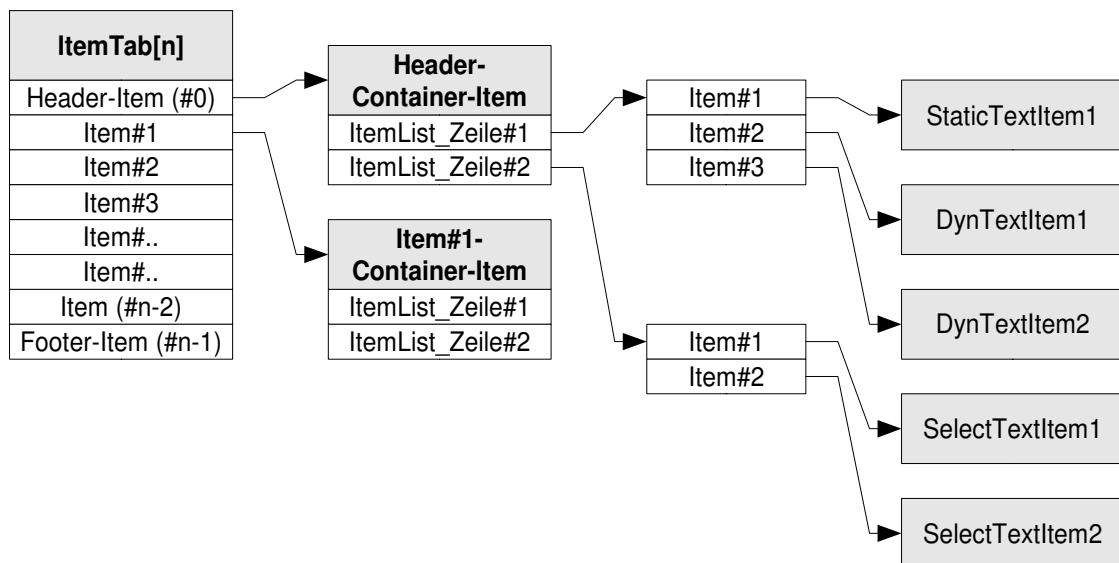 ItemTab[n]
Header-Item (#0)
Item#1
Item#2
Item#3
Item#..
Item#..
Item (#n-2)
Footer-Item (#n-1)
Header-
Container-Item
ItemList_Zeile#1
ItemList_Zeile#2
Item#1-
Container-Item
ItemList_Zeile#1
ItemList_Zeile#2
Item#1
Item#2
Item#3
Item#1
Item#2
StaticTextItem1
DynTextItem1
DynTextItem2
SelectTextItem1
SelectTextItem2